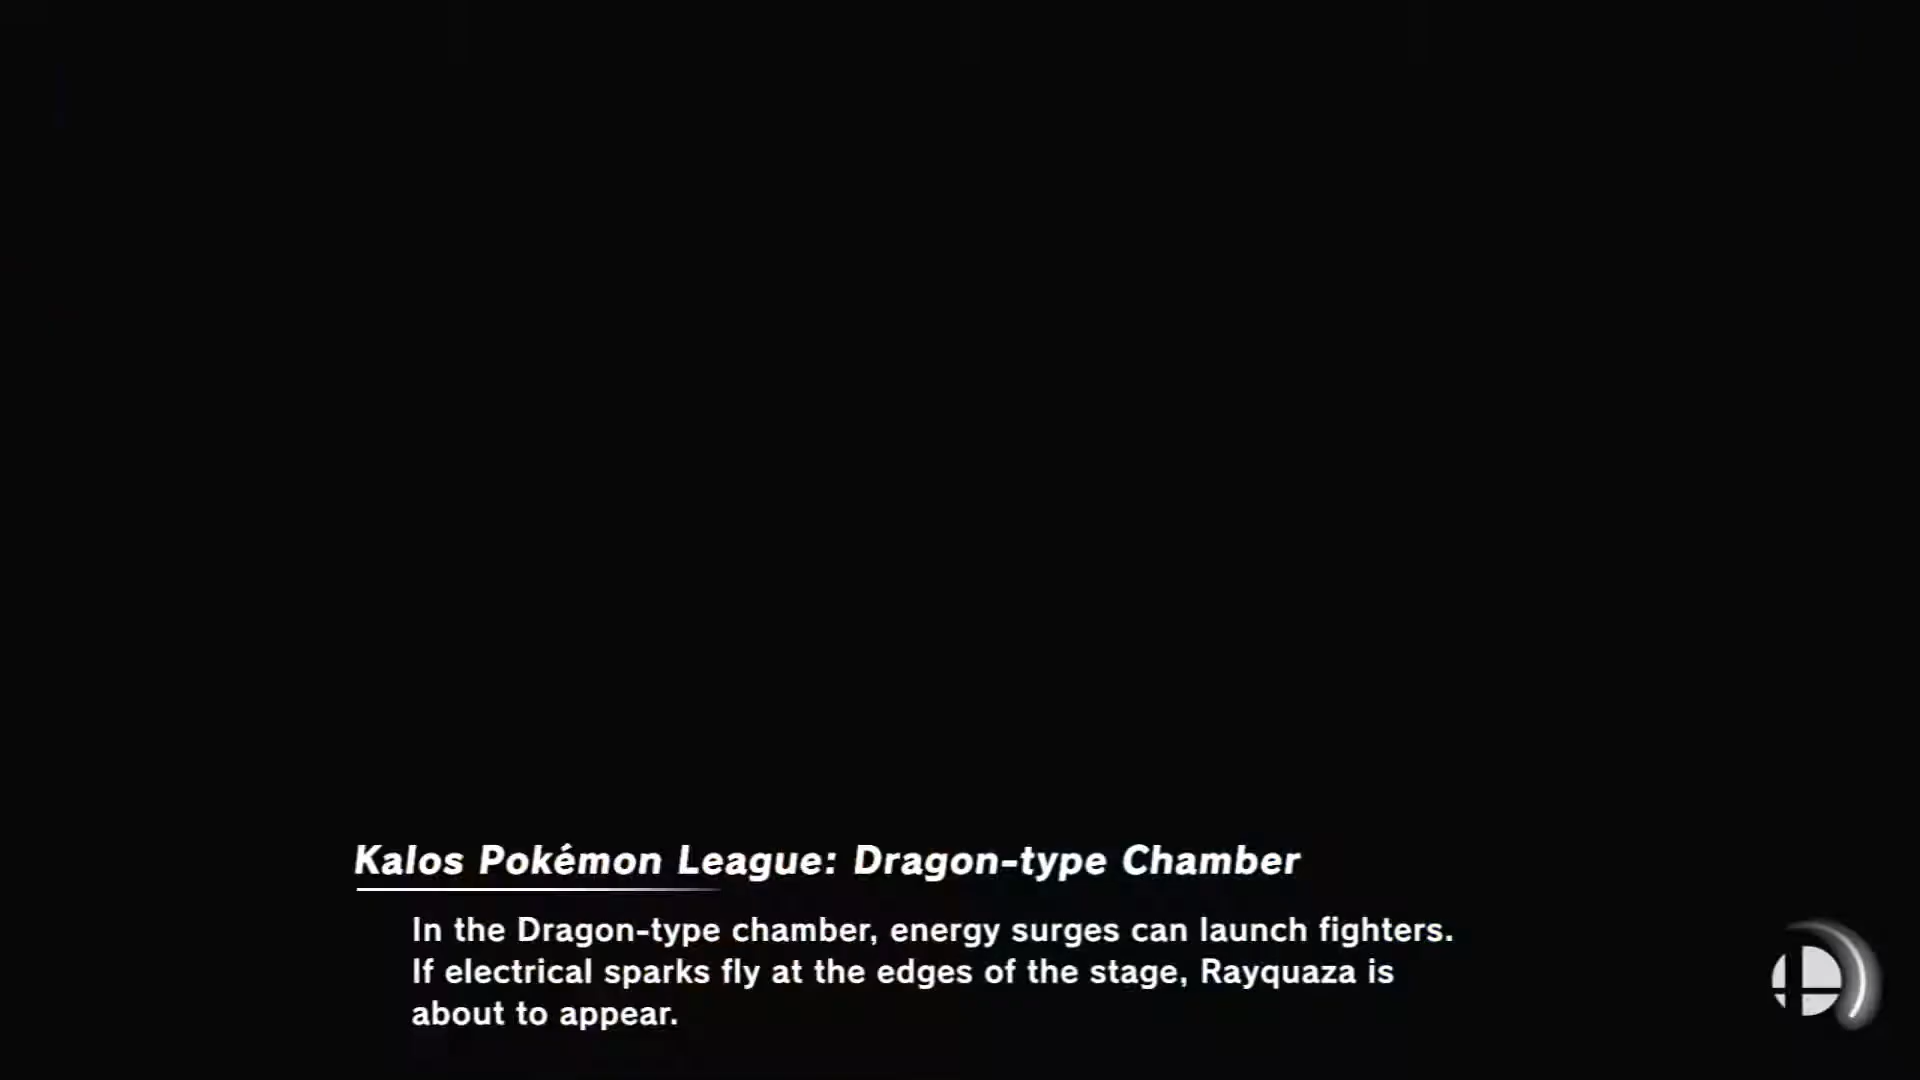 Kalos Pokémon League: Dragon-type Chamber
In the Dragon-type chamber, energy surges can launch fighters.
If electrical sparks fly at the edges of the stage, Rayquaza is
about to appear.